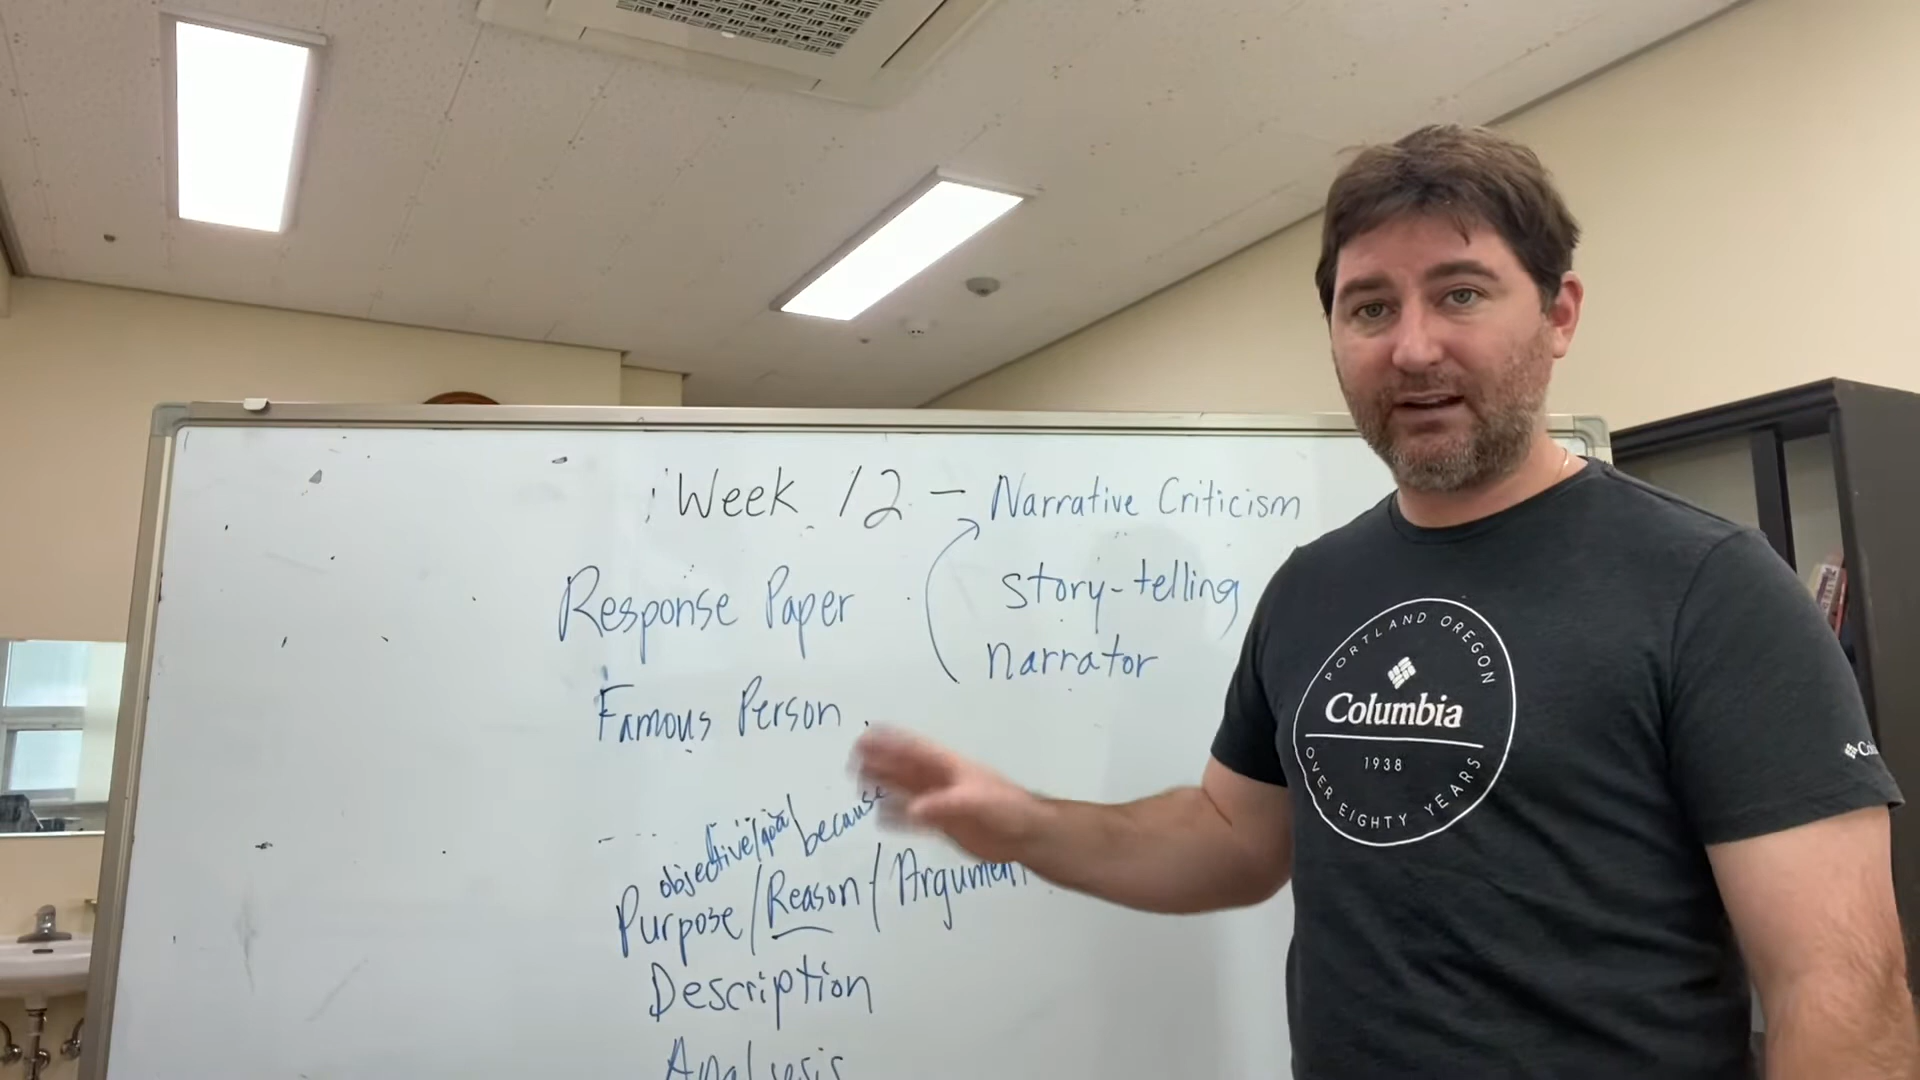 Week 12 - Narrative Criticism
Response Paper
story-telling
narrator
Famous Person
objective/goal because
Purpose/Reason/Argument
Description
PORTLAND OREGON
Columbia
1938
OVER EIGHTY YEARS